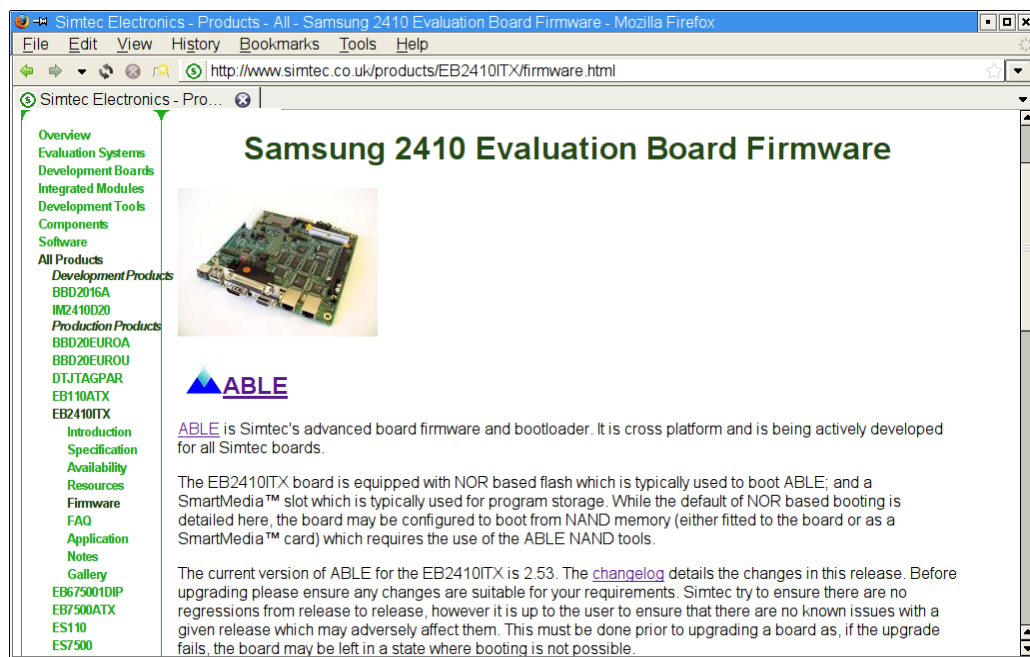 Simtec Electronics - Products - All - Samsung 2410 Evaluation Board Firmware - Mozilla Firefox
File Edit View History Bookmarks Tools Help
http://www.simtec.co.uk/products/EB2410ITX/firmware.html
Simtec Electronics - Pro...
Overview
Evaluation Systems
Development Boards
Integrated Modules
Development Tools
Components
Software
All Products
Development Products
BBD2016A
IM2410D20
Production Products
BBD20EUROA
BBD20EUROU
DTJTAGPAR
EB110ATX
EB2410ITX
Introduction
Specification
Availability
Resources
Firmware
FAQ
Application
Notes
Gallery
EB675001DIP
EB7500ATX
ES110
ES7500
Samsung 2410 Evaluation Board Firmware
ABLE
ABLE is Simtec's advanced board firmware and bootloader. It is cross platform and is being actively developed
for all Simtec boards.
The EB2410ITX board is equipped with NOR based flash which is typically used to boot ABLE; and a
SmartMedia™ slot which is typically used for program storage. While the default of NOR based booting is
detailed here, the board may be configured to boot from NAND memory (either fitted to the board or as a
SmartMedia™ card) which requires the use of the ABLE NAND tools.
The current version of ABLE for the EB2410ITX is 2.53. The changelog details the changes in this release. Before
upgrading please ensure any changes are suitable for your requirements. Simtec try to ensure there are no
regressions from release to release, however it is up to the user to ensure that there are no known issues with a
given release which may adversely affect them. This must be done prior to upgrading a board as, if the upgrade
fails, the board may be left in a state where booting is not possible.